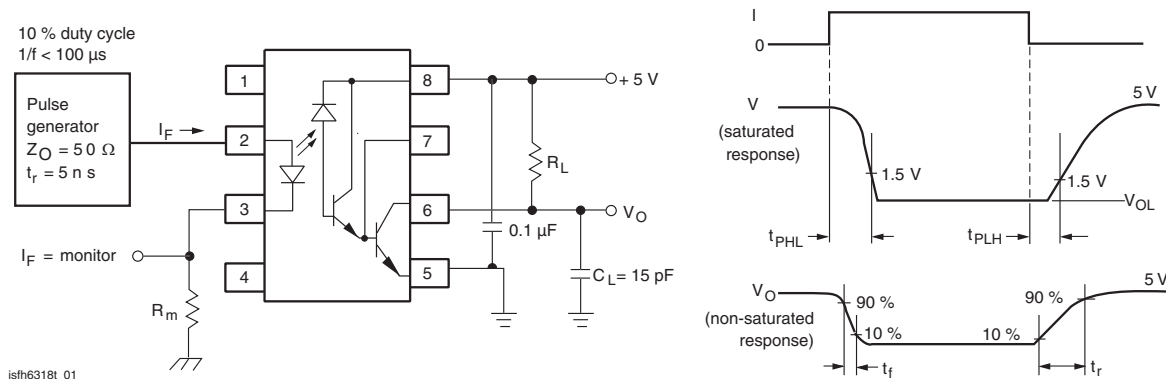 10 % duty cycle
1/f < 100 µs
Pulse
generator
Z_O = 50 Ω
t_r = 5 n s
I_F
1
2
3
4
8
7
6
5
+ 5 V
R_L
V_O
0.1 µF
C_L = 15 pF
I_F = monitor
R_m
isfh6318t_01
I
0
V
(saturated
response)
5 V
1.5 V
1.5 V
V_OL
t_PHL
t_PLH
V_O
(non-saturated
response)
90 %
10 %
90 %
10 %
5 V
t_f
t_r